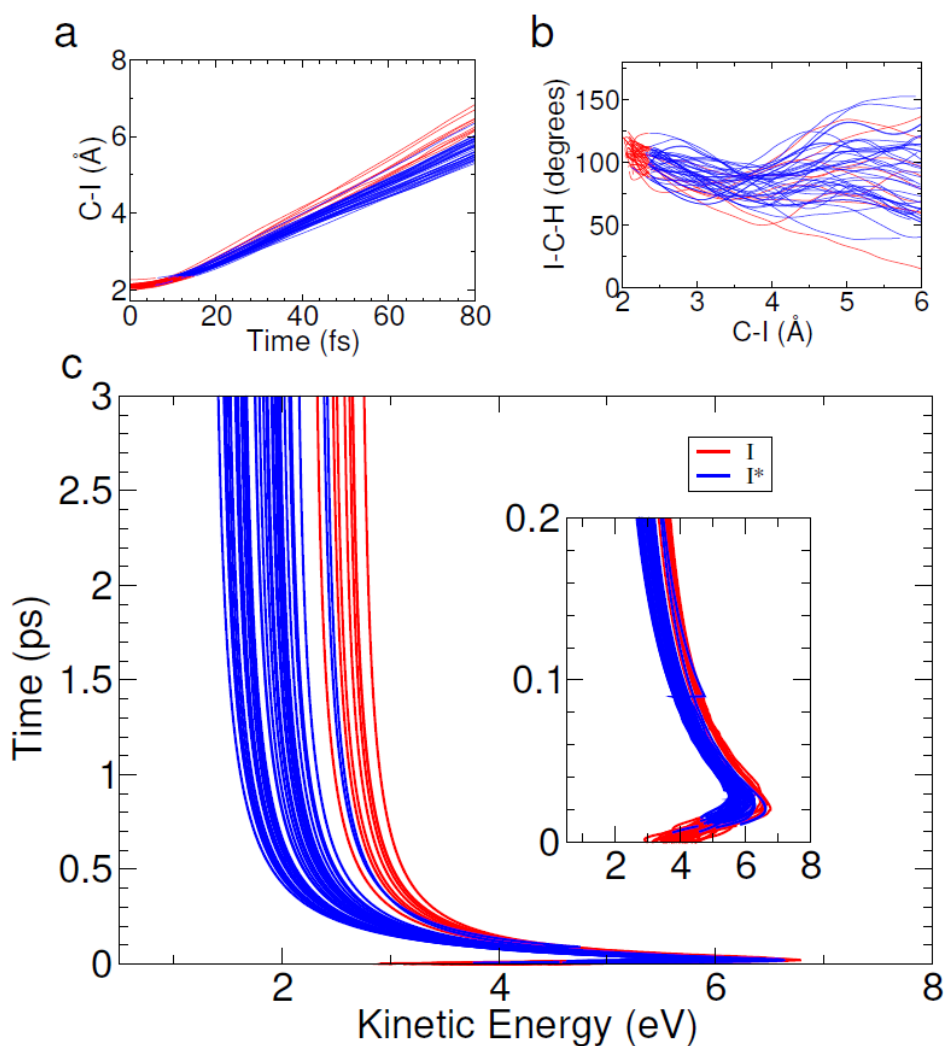 a
8
6
4
2
C-I (Å)
0 20 40 60 80
Time (fs)
b
150
100
50
0
I-C-H (degrees)
2 3 4 5 6
C-I (Å)
c
3
2.5
2
1.5
1
0.5
0
Time (ps)
2 4 6 8
Kinetic Energy (eV)
I
I*
0.2
0.1
0
2 4 6 8